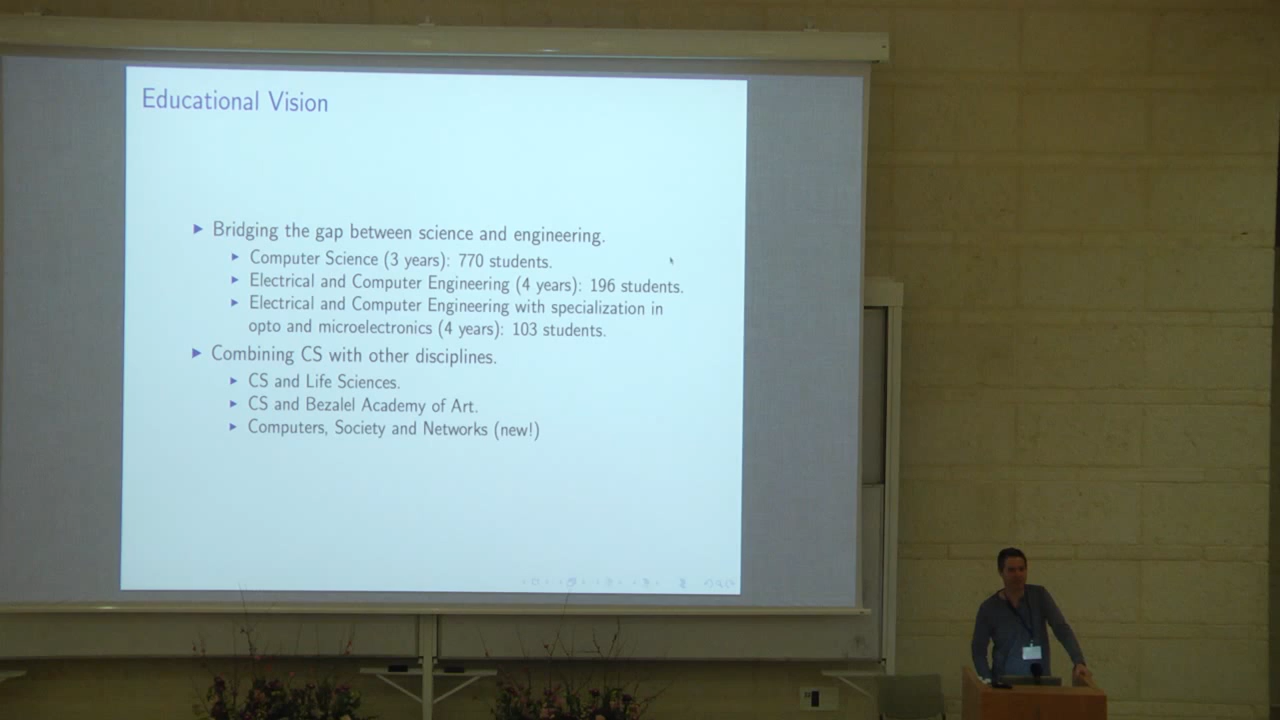 Educational Vision
▶ Bridging the gap between science and engineering.
▶ Computer Science (3 years): 770 students.
▶ Electrical and Computer Engineering (4 years): 196 students.
▶ Electrical and Computer Engineering with specialization in
opto and microelectronics (4 years): 103 students.
▶ Combining CS with other disciplines.
▶ CS and Life Sciences.
▶ CS and Bezalel Academy of Art.
▶ Computers, Society and Networks (new!)